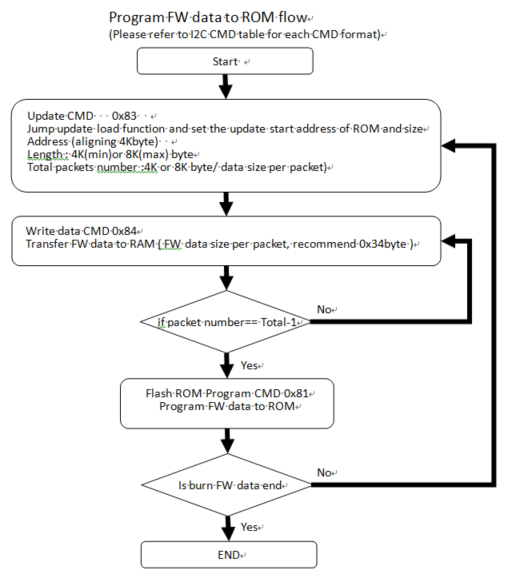 Program FW data to ROM flow
(Please refer to I2C CMD table for each CMD format)
Start
Update CMD 0x83
Jump update load function and set the update start address of ROM and size
Address (aligning 4Kbyte)
Length : 4K(min)or 8K(max) byte
Total packets number :4K or 8K byte/ data size per packet)
Write data CMD 0x84
Transfer FW data to RAM ( FW data size per packet, recommend 0x34byte )
No
if packet number== Total-1
Yes
Flash ROM Program CMD 0x81
Program FW data to ROM
No
Is burn FW data end
Yes
END